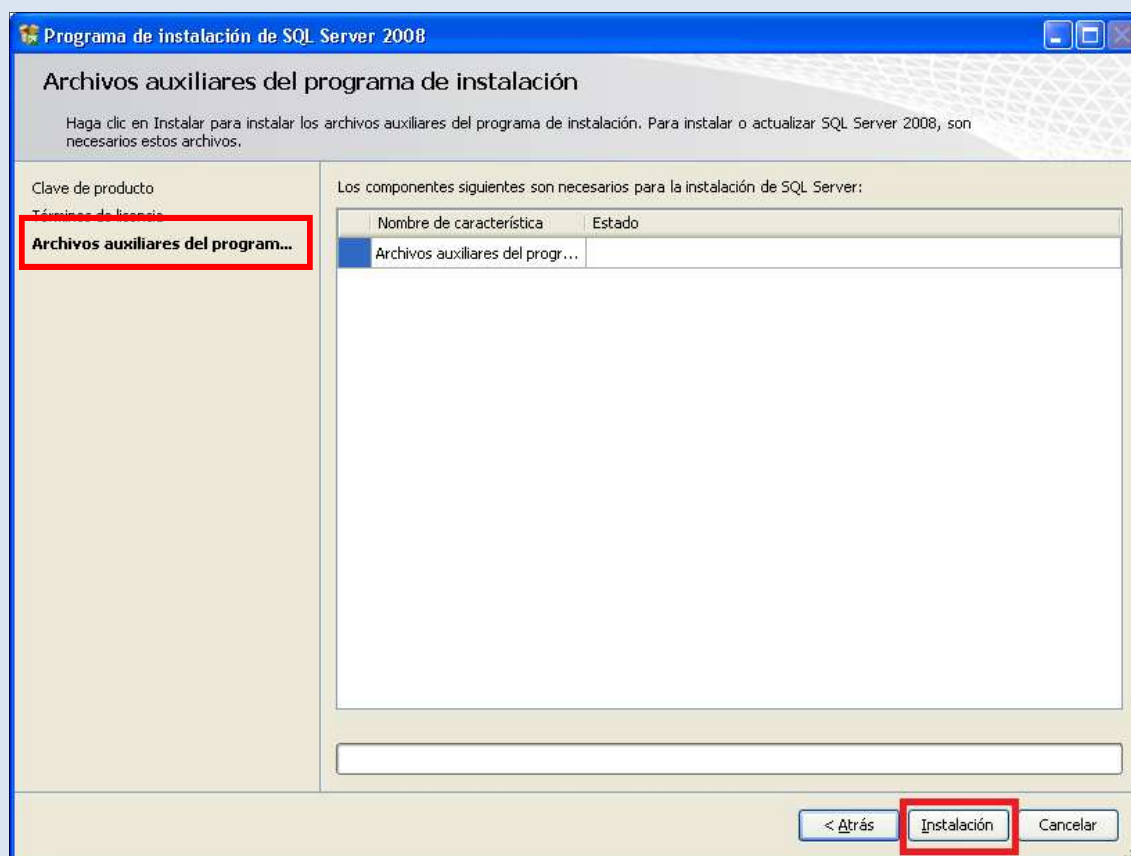 Programa de instalación de SQL Server 2008
Archivos auxiliares del programa de instalación
Haga clic en Instalar para instalar los archivos auxiliares del programa de instalación. Para instalar o actualizar SQL Server 2008, son
necesarios estos archivos.
Clave de producto
Términos de licencia
Archivos auxiliares del program...
Los componentes siguientes son necesarios para la instalación de SQL Server:
Nombre de característica Estado
Archivos auxiliares del progr...
< Atrás Instalación Cancelar